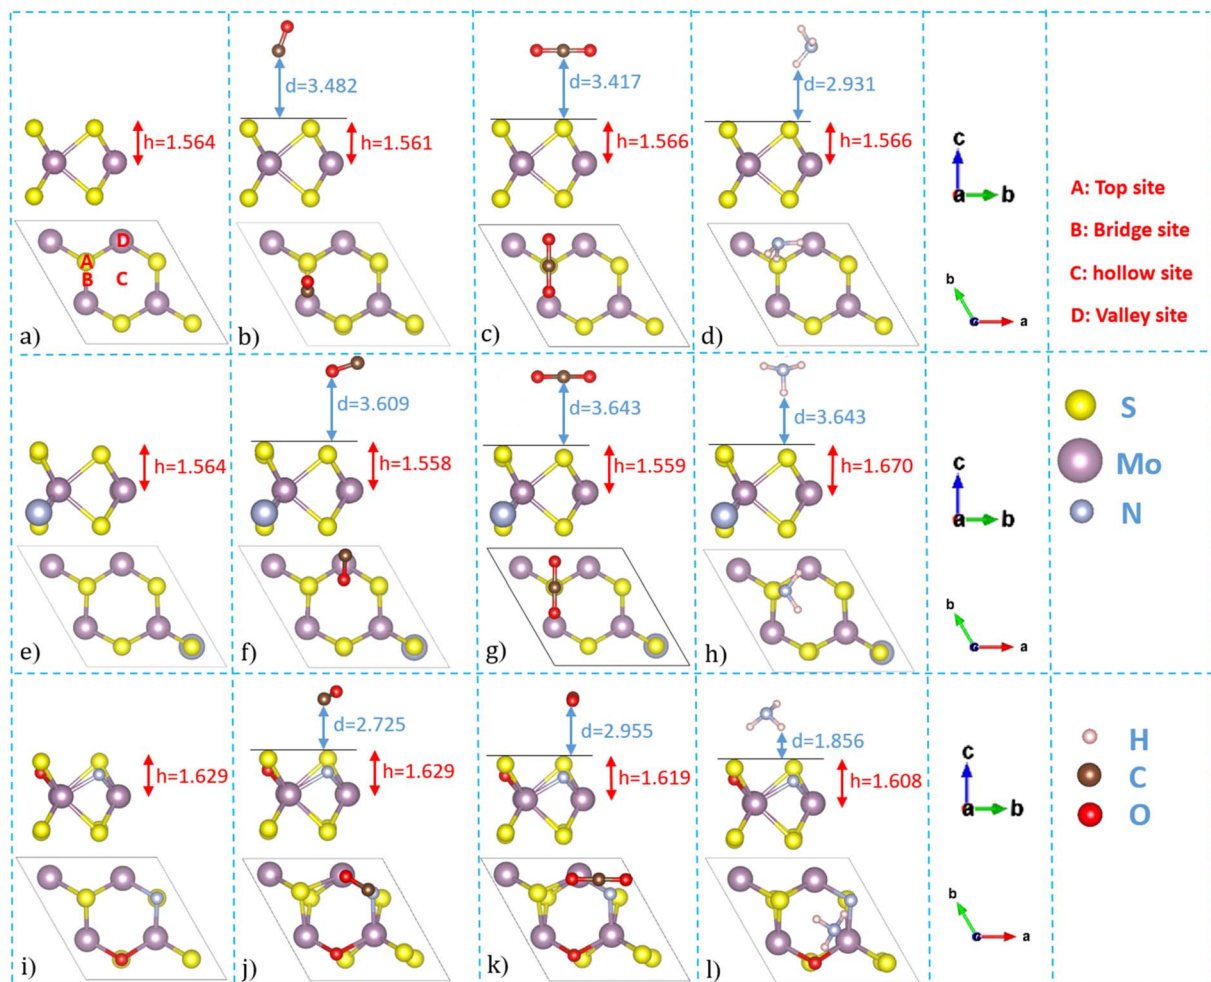 d=3.482
d=3.417
d=2.931
h=1.564
h=1.561
h=1.566
h=1.566
c
a b
A: Top site
B: Bridge site
C: hollow site
D: Valley site
D
A
B C
b
a
a)
b)
c)
d)
d=3.609
d=3.643
d=3.643
h=1.564
h=1.558
h=1.559
h=1.670
c
a b
S
Mo
N
b
a
e)
f)
g)
h)
d=2.725
d=2.955
d=1.856
h=1.629
h=1.629
h=1.619
h=1.608
c
a b
H
C
O
b
a
i)
j)
k)
l)